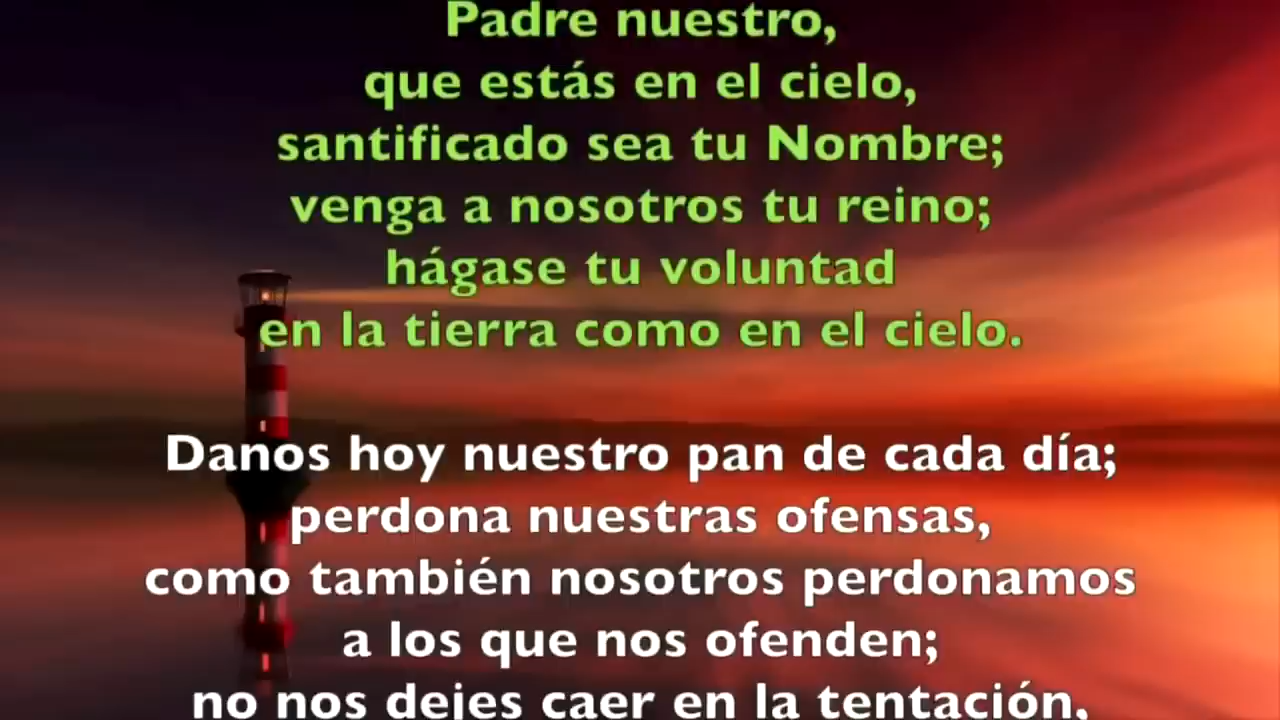 Padre nuestro,
que estás en el cielo,
santificado sea tu Nombre;
venga a nosotros tu reino;
hágase tu voluntad
en la tierra como en el cielo.
Danos hoy nuestro pan de cada día;
perdona nuestras ofensas,
como también nosotros perdonamos
a los que nos ofenden;
no nos dejes caer en la tentación,